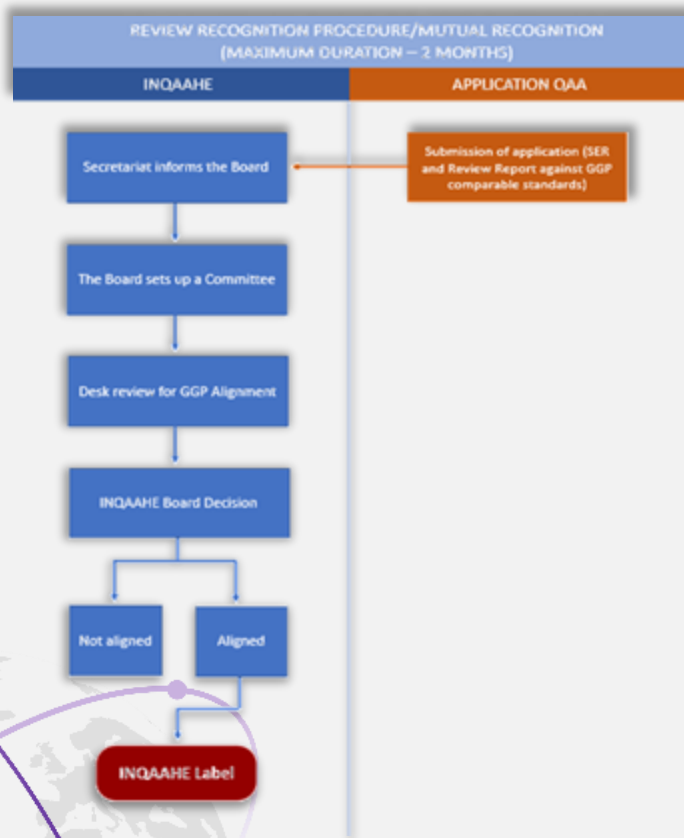 REVIEW RECOGNITION PROCEDURE/MUTUAL RECOGNITION
(MAXIMUM DURATION – 2 MONTHS)
INQAAHE
APPLICATION QAA
Secretariat informs the Board
Submission of application (SER
and Review Report against GGP
comparable standards)
The Board sets up a Committee
Desk review for GGP Alignment
INQAAHE Board Decision
Not aligned
Aligned
INQAAHE Label